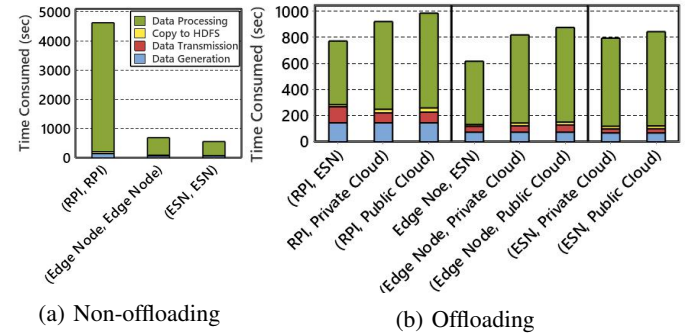 5000
4000
3000
2000
1000
0
Time Consumed (sec)
Data Processing
Copy to HDFS
Data Transmission
Data Generation
(RPI, RPI)
(Edge Node, Edge Node)
(ESN, ESN)
(a) Non-offloading
1000
800
600
400
200
0
Time Consumed (sec)
(RPI, ESN)
RPI, Private Cloud)
(RPI, Public Cloud)
Edge Noe, ESN)
(Edge Node, Private Cloud)
(Edge Node, Public Cloud)
(ESN, Private Cloud)
(ESN, Public Cloud)
(b) Offloading